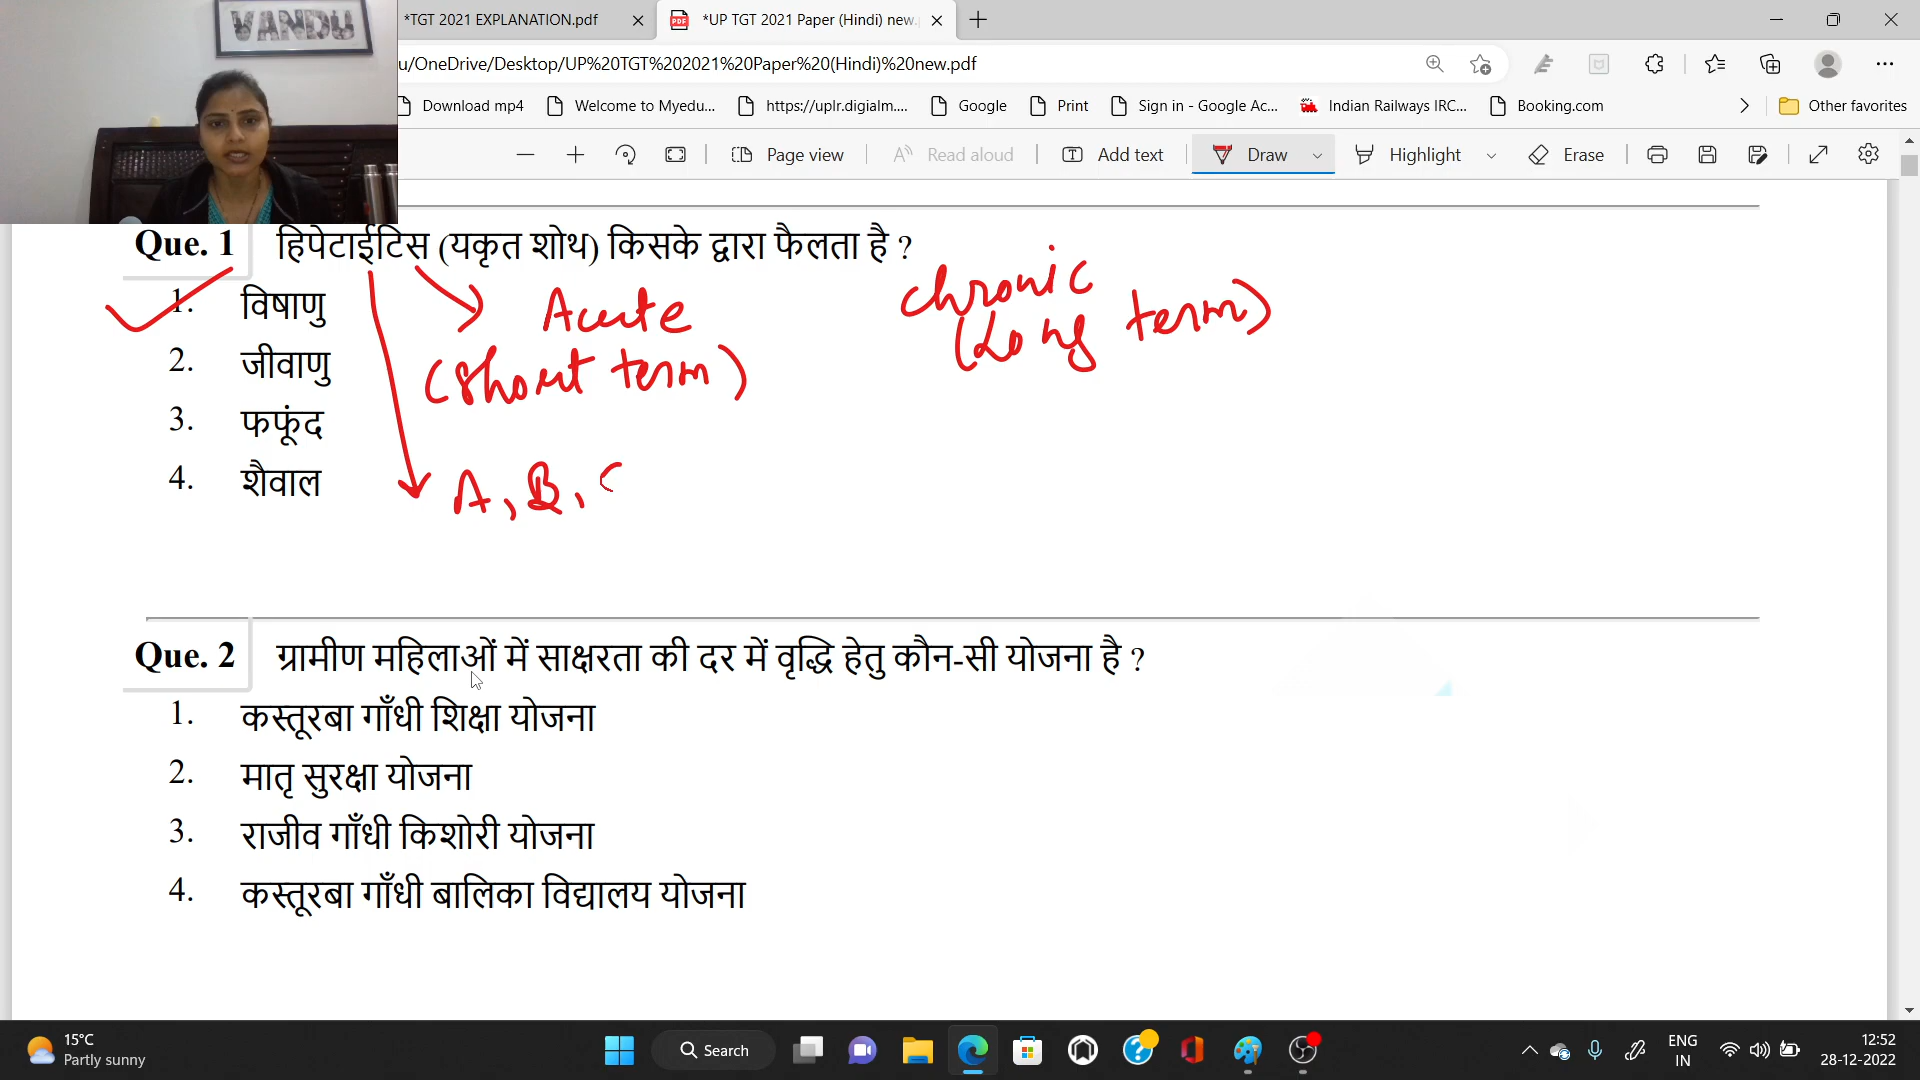 VANDU
*TGT 2021 EXPLANATION.pdf
*UP TGT 2021 Paper (Hindi) new.
u/OneDrive/Desktop/UP%20TGT%202021%20Paper%20(Hindi)%20new.pdf
Download mp4 Welcome to Myedu... https://uplr.digialm.... Google Print Sign in - Google Ac... Indian Railways IRC... Booking.com Other favorites
Page view Read aloud Add text Draw Highlight Erase
Que. 1 हिपेटाईटिस (यकृत शोथ) किसके द्वारा फैलता है ?
1. विषाणु
Acute
chronic
(Long term)
2. जीवाणु
(Short term)
3. फफूंद
4. शैवाल
A, B, C
Que. 2 ग्रामीण महिलाओं में साक्षरता की दर में वृद्धि हेतु कौन-सी योजना है ?
1. कस्तूरबा गाँधी शिक्षा योजना
2. मातृ सुरक्षा योजना
3. राजीव गाँधी किशोरी योजना
4. कस्तूरबा गाँधी बालिका विद्यालय योजना
15°C
Partly sunny
Search
ENG
IN
12:52
28-12-2022